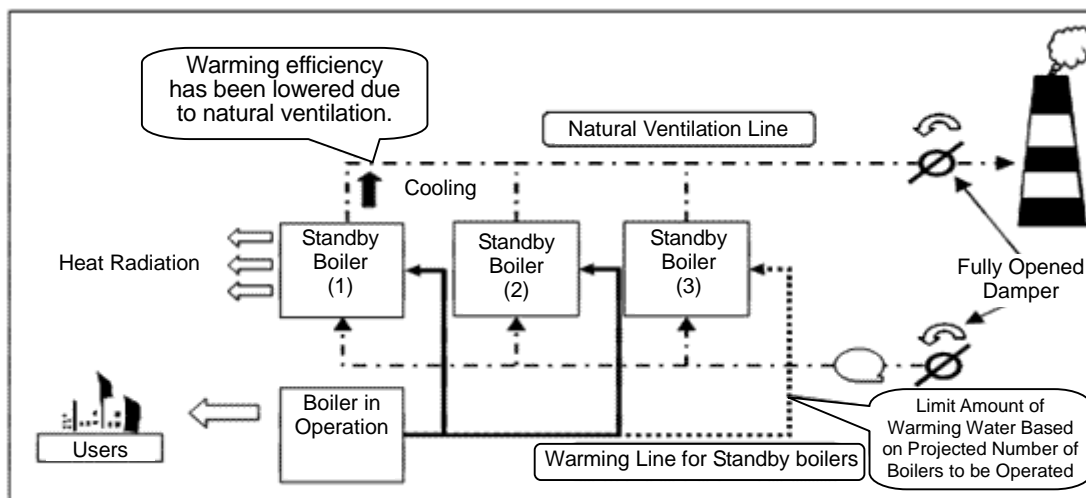 Warming efficiency
has been lowered due
to natural ventilation.
Natural Ventilation Line
Cooling
Heat Radiation
Standby
Boiler
(1)
Standby
Boiler
(2)
Standby
Boiler
(3)
Fully Opened
Damper
Users
Boiler in
Operation
Warming Line for Standby boilers
Limit Amount of
Warming Water Based
on Projected Number of
Boilers to be Operated